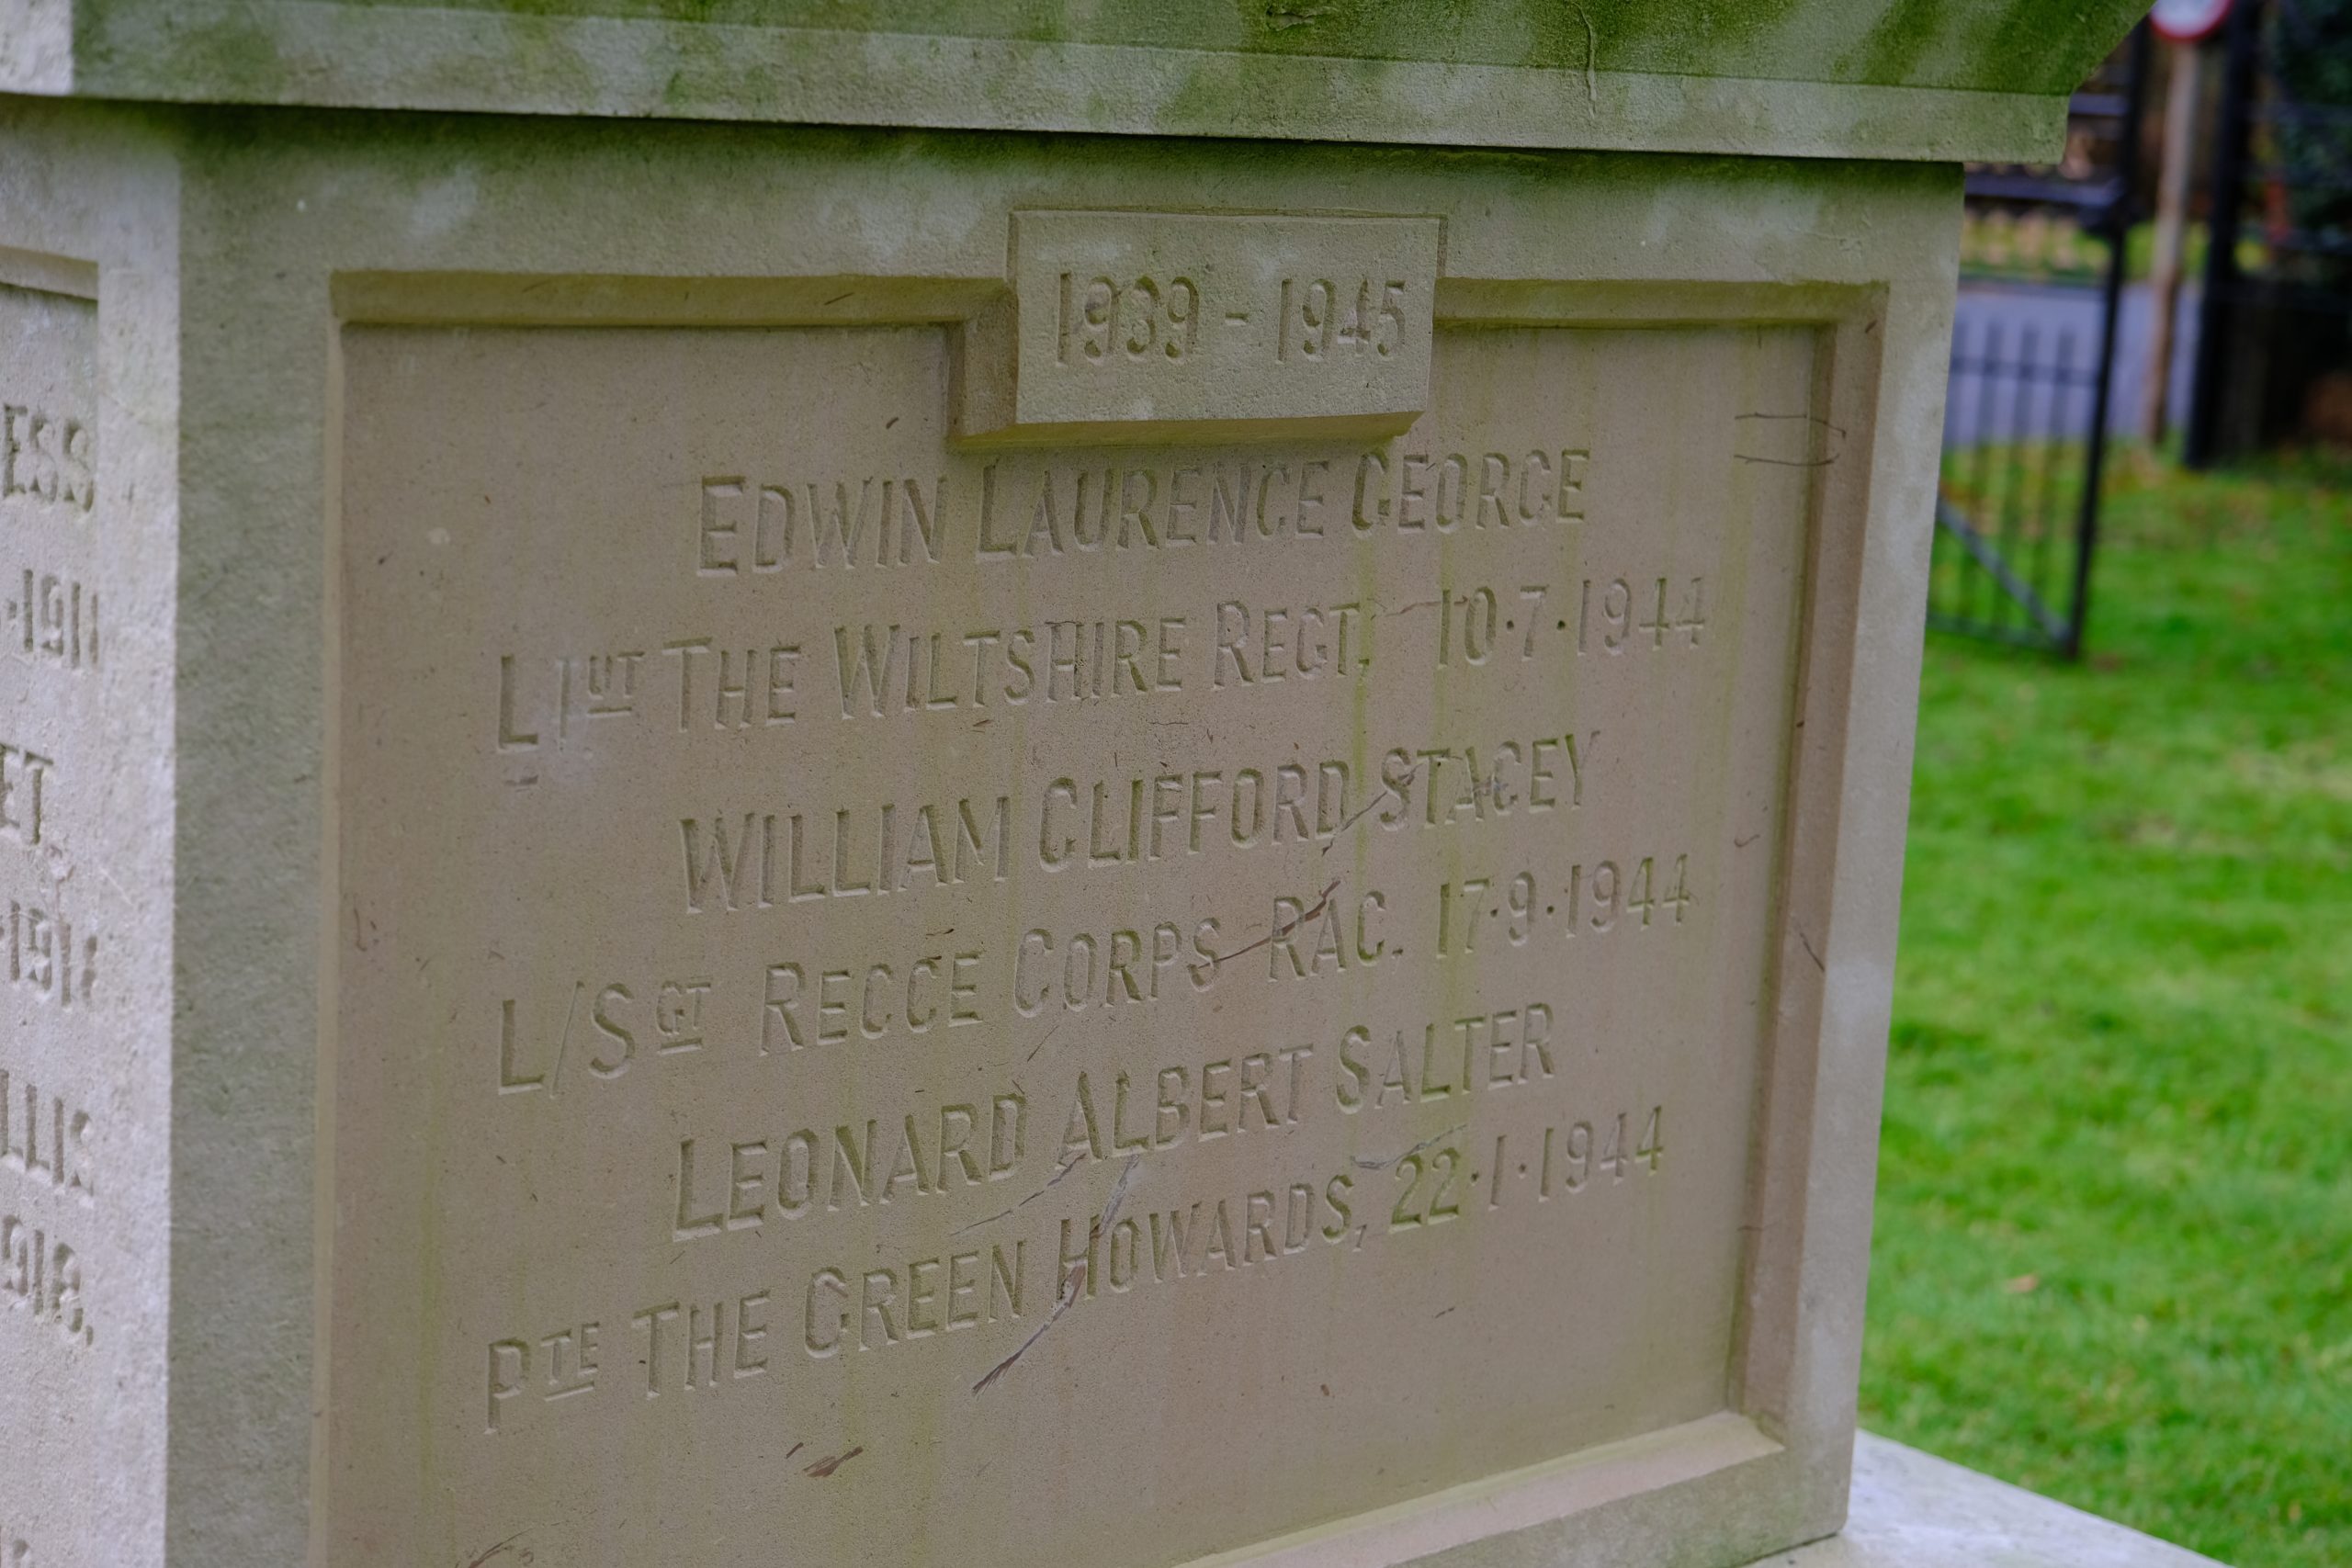 1939 - 1945
EDWIN LAURENCE GEORGE
LIUT THE WILTSHIRE REGT. 10·7·1944
WILLIAM CLIFFORD STACEY
L/SGT RECCE CORPS RAC. 17·9·1944
LEONARD ALBERT SALTER
PTE THE GREEN HOWARDS, 22·1·1944